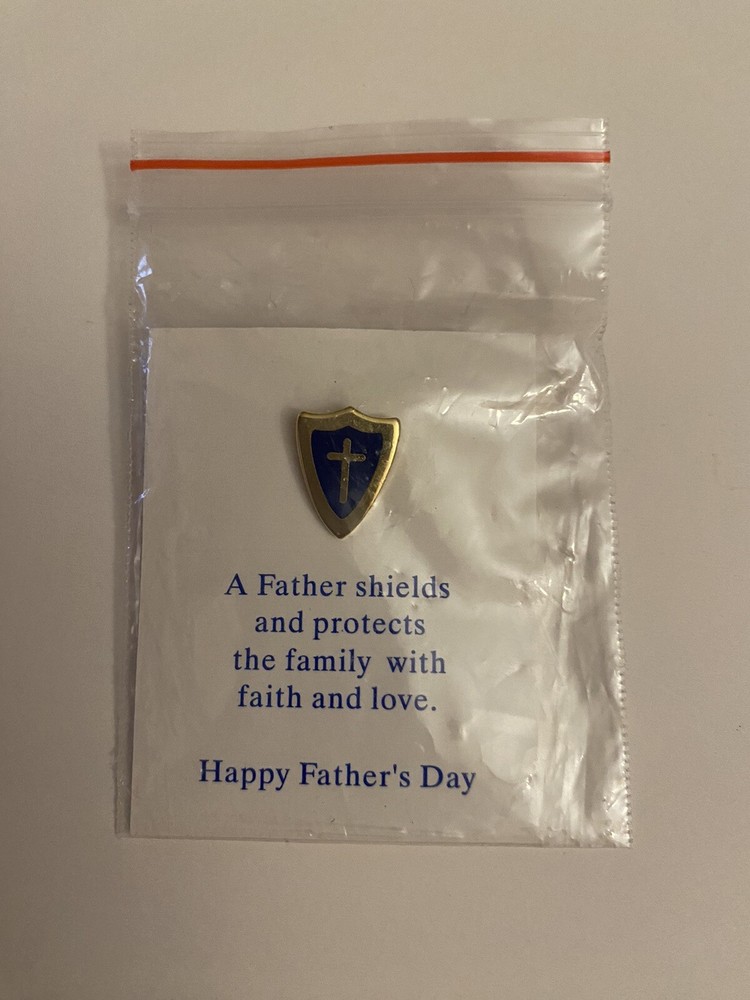 A Father shields
and protects
the family with
faith and love.
Happy Father's Day